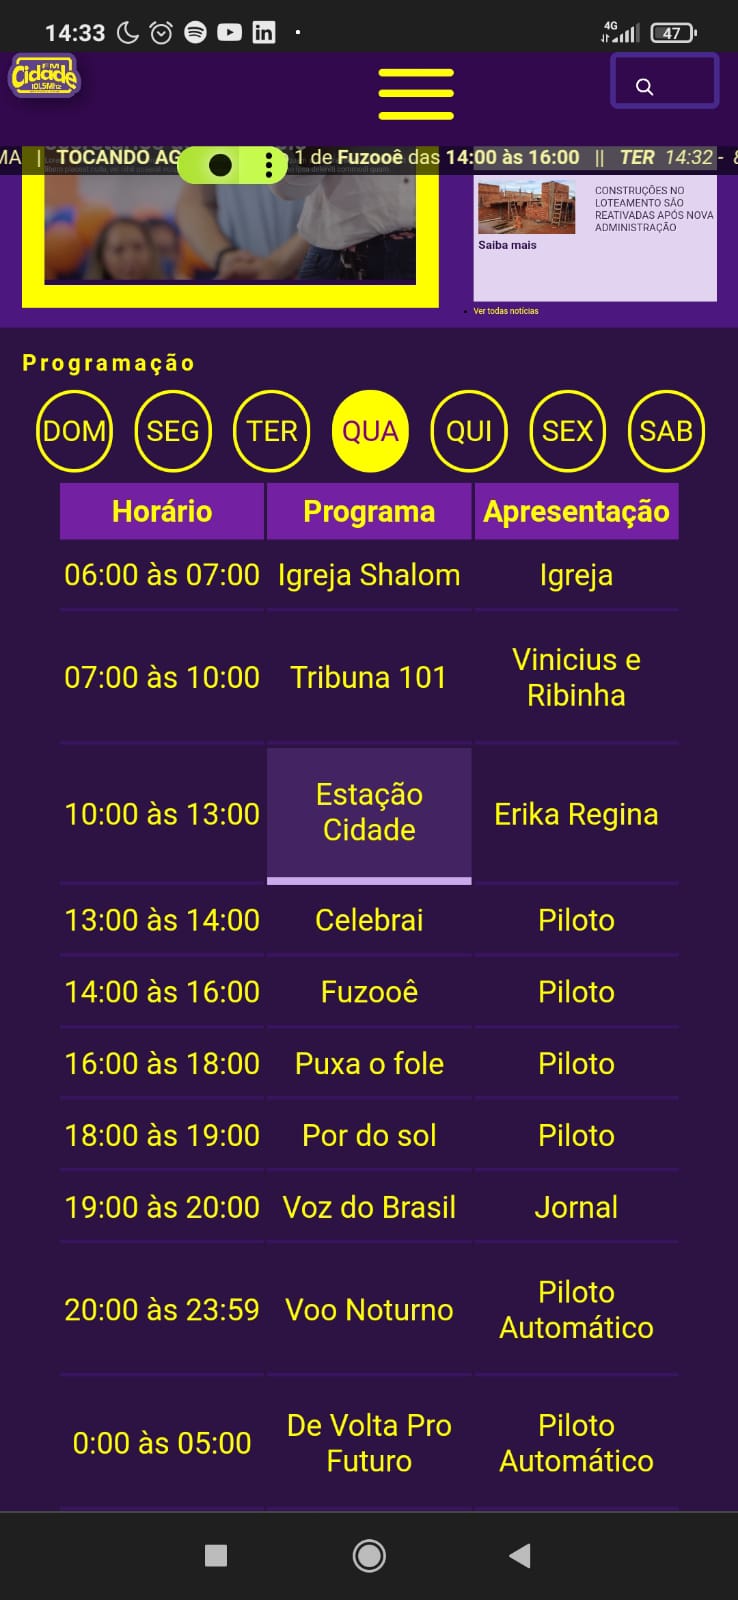 14:33
4G
47
FM
Cidade
101,5Mhz
MA | TOCANDO AG 1 de Fuzooê das 14:00 às 16:00 || TER 14:32 -
CONSTRUÇÕES NO
LOTEAMENTO SÃO
REATIVADAS APÓS NOVA
ADMINISTRAÇÃO
Saiba mais
Ver todas notícias
Programação
DOM SEG TER QUA QUI SEX SAB
Horário Programa Apresentação
06:00 às 07:00 Igreja Shalom Igreja
07:00 às 10:00 Tribuna 101 Vinicius e
Ribinha
10:00 às 13:00 Estação
Cidade Erika Regina
13:00 às 14:00 Celebrai Piloto
14:00 às 16:00 Fuzooê Piloto
16:00 às 18:00 Puxa o fole Piloto
18:00 às 19:00 Por do sol Piloto
19:00 às 20:00 Voz do Brasil Jornal
20:00 às 23:59 Voo Noturno Piloto
Automático
0:00 às 05:00 De Volta Pro
Futuro Piloto
Automático